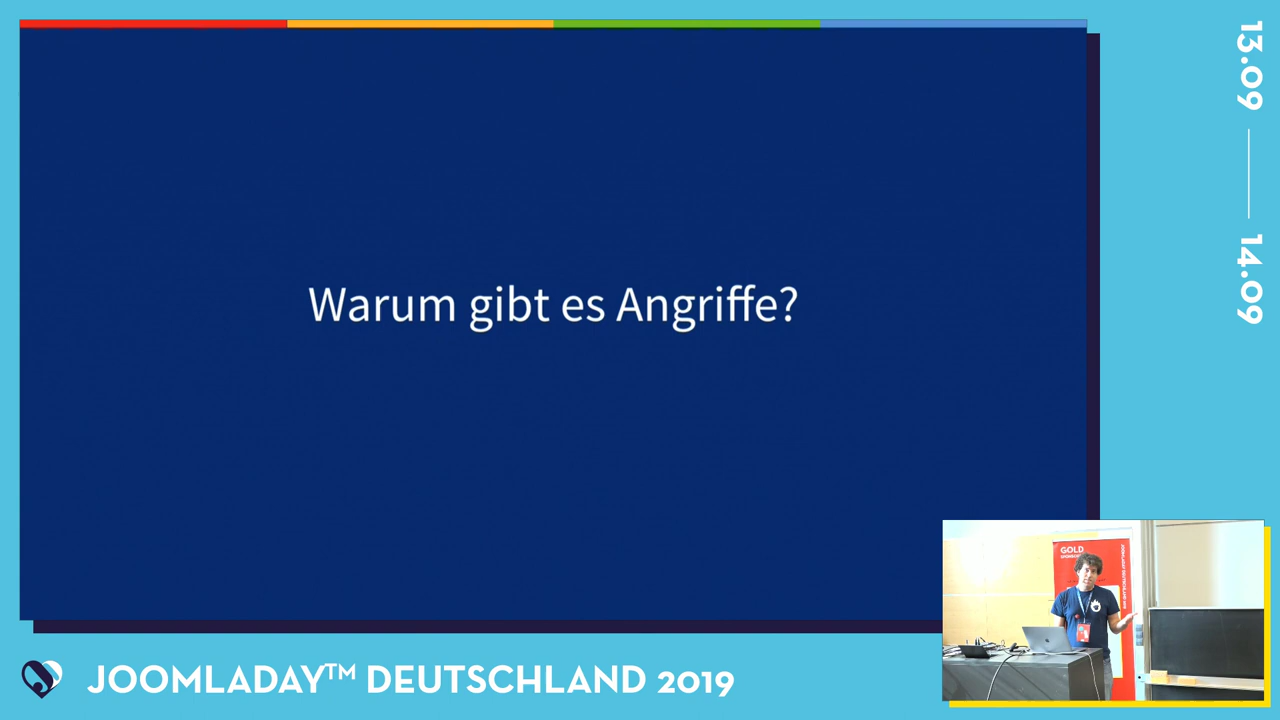 Warum gibt es Angriffe?
13.09
14.09
GOLD
JOOMLADAY™ DEUTSCHLAND 2019